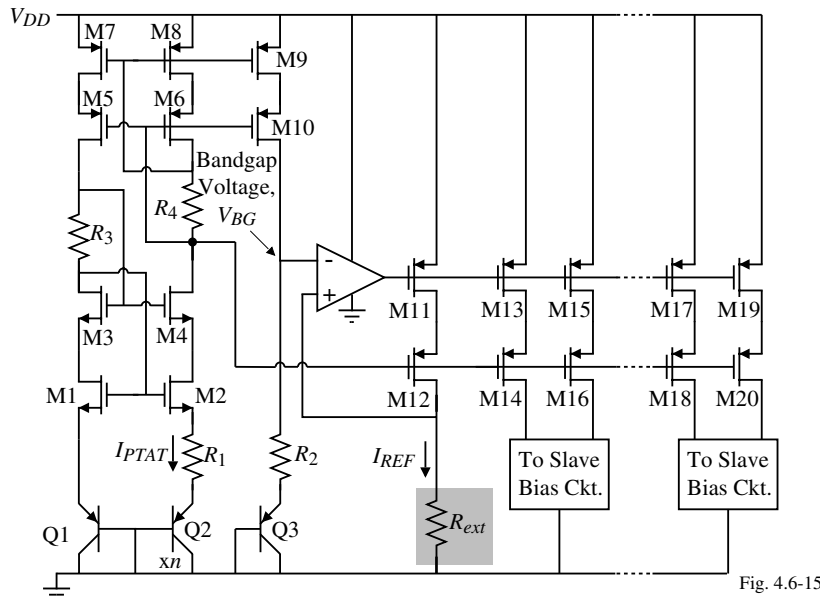 VDD
M7
M8
M9
M5
M6
M10
Bandgap
Voltage,
VBG
R4
R3
-
+
M11
M13
M15
M17
M19
M3
M4
M1
M2
M12
M14
M16
M18
M20
IPTAT
R1
R2
IREF
Rext
To Slave
Bias Ckt.
To Slave
Bias Ckt.
Q1
Q2
xn
Q3
Fig. 4.6-15